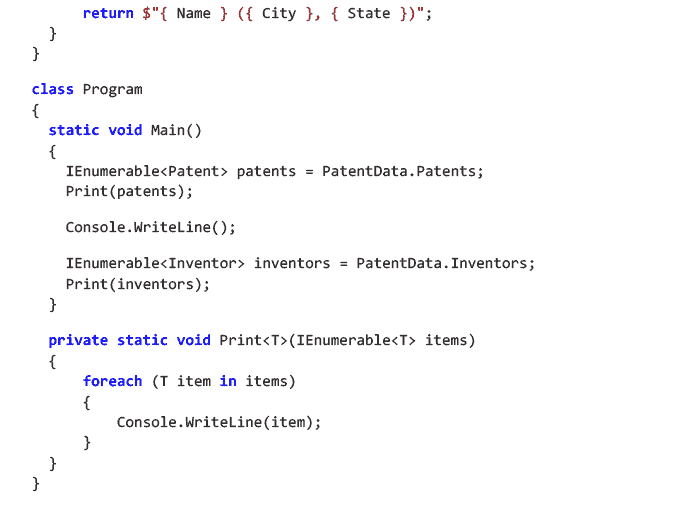 return $"{ Name } ({ City }, { State })";
}
}
class Program
{
static void Main()
{
IEnumerable<Patent> patents = PatentData.Patents;
Print(patents);
Console.WriteLine();
IEnumerable<Inventor> inventors = PatentData.Inventors;
Print(inventors);
}
private static void Print<T>(IEnumerable<T> items)
{
foreach (T item in items)
{
Console.WriteLine(item);
}
}
}